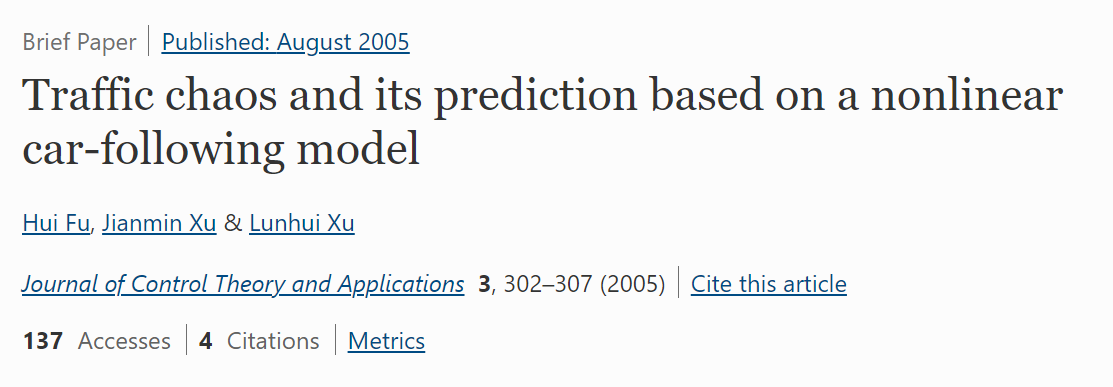 Brief Paper | Published: August 2005
Traffic chaos and its prediction based on a nonlinear
car-following model
Hui Fu, Jianmin Xu & Lunhui Xu
Journal of Control Theory and Applications 3, 302–307 (2005) | Cite this article
137 Accesses | 4 Citations | Metrics